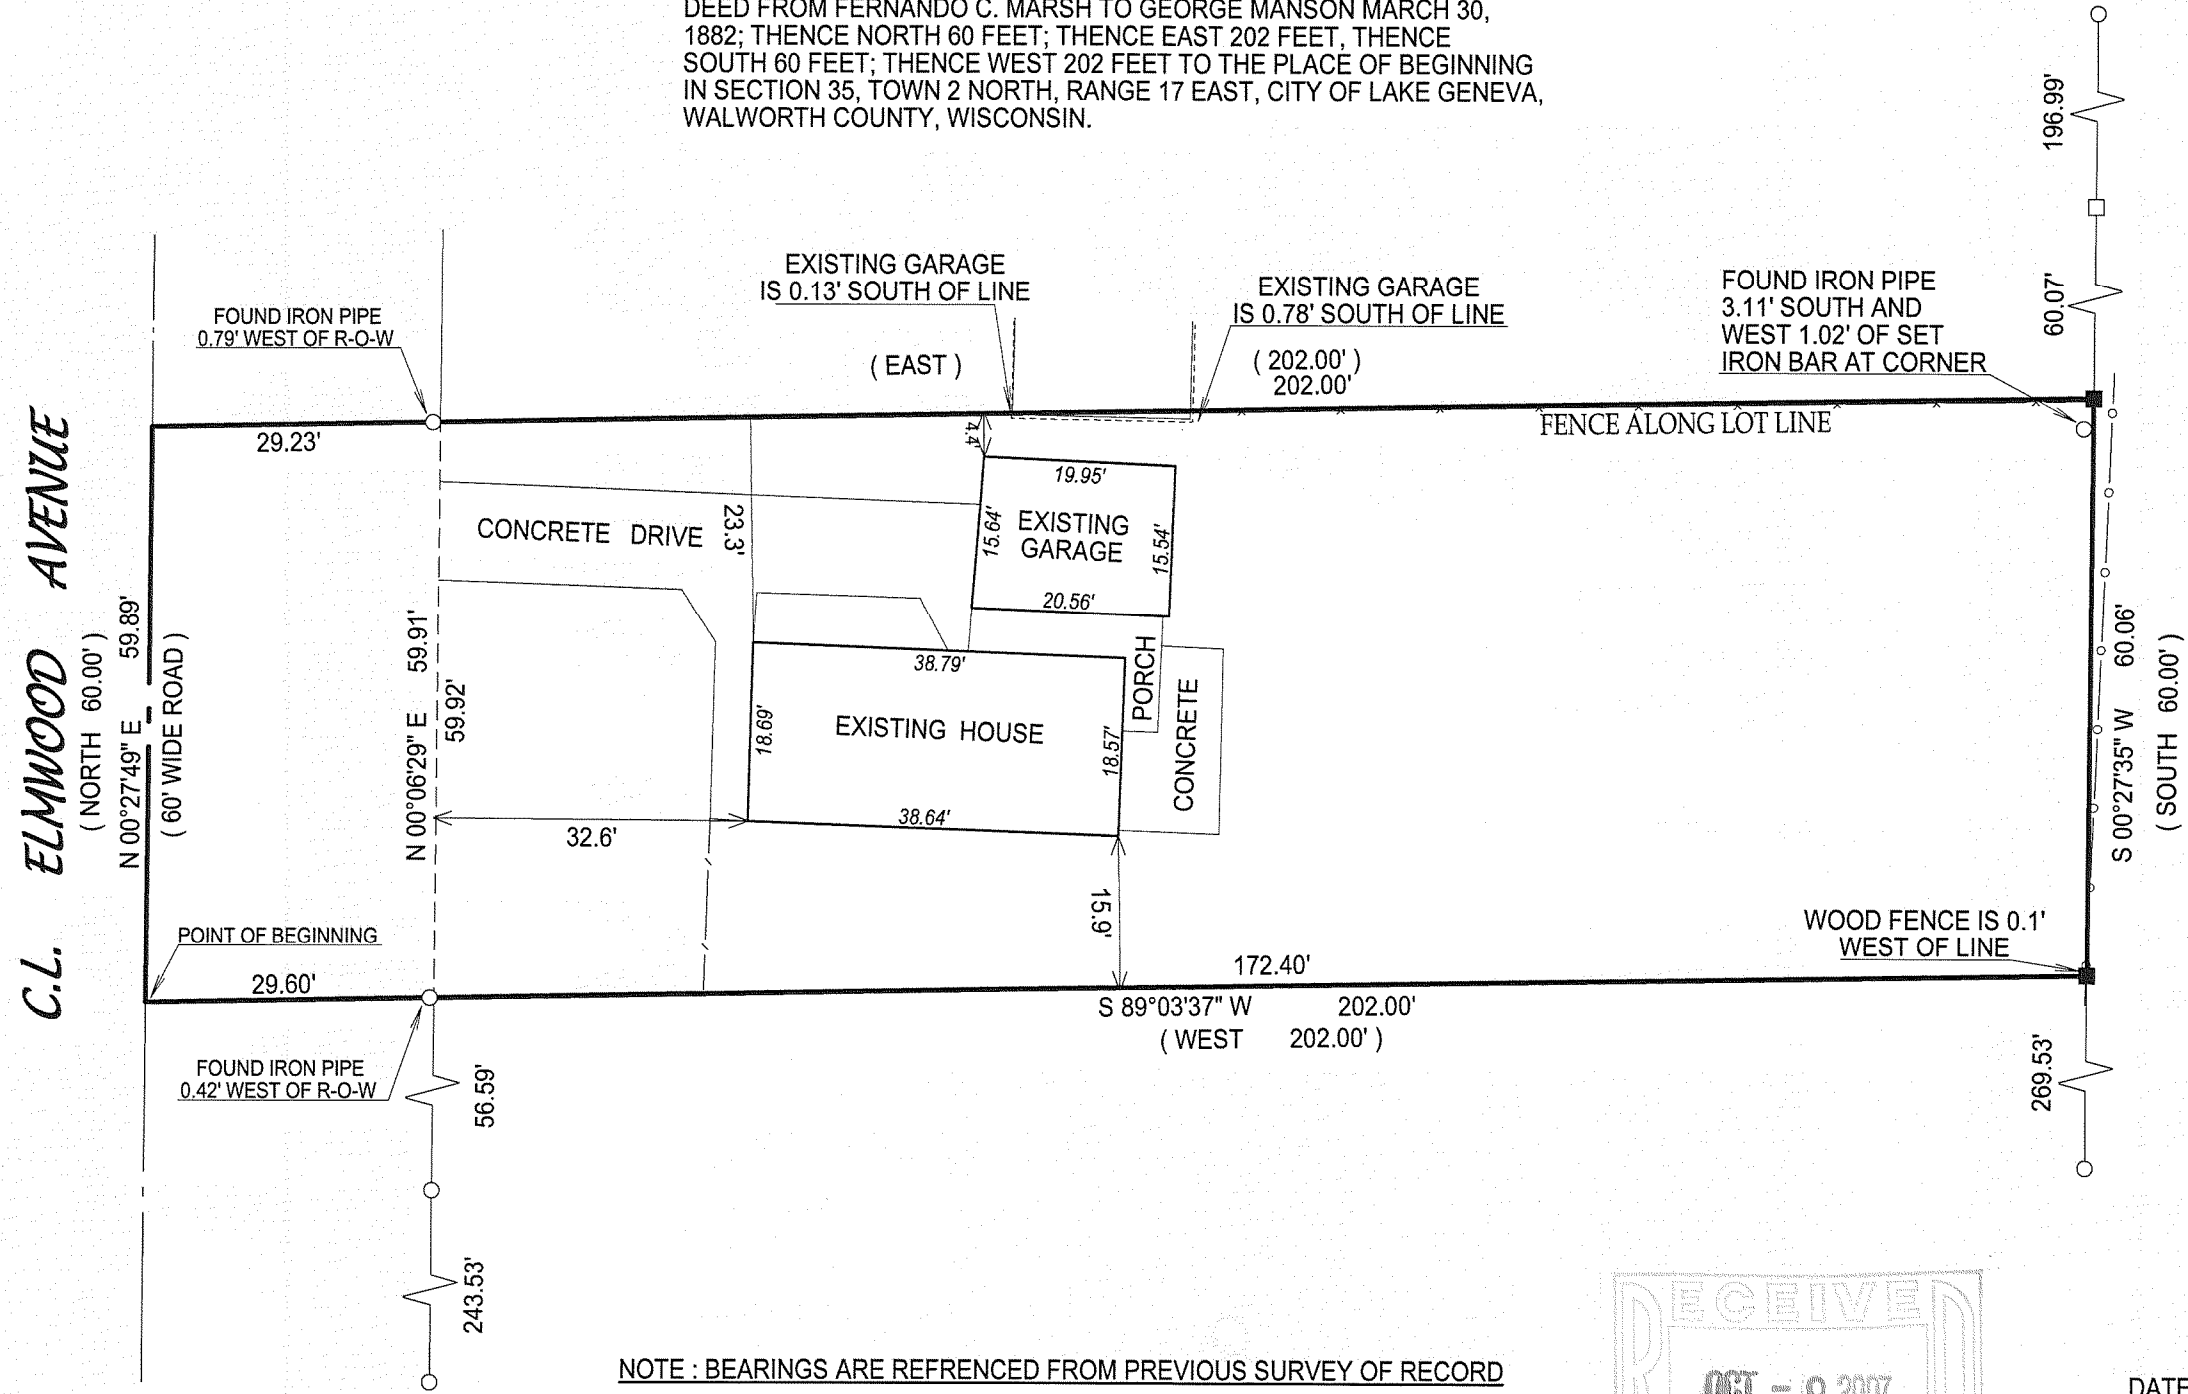 DEED FROM FERNANDO C. MARSH TO GEORGE MANSON MARCH 30,
1882; THENCE NORTH 60 FEET; THENCE EAST 202 FEET, THENCE
SOUTH 60 FEET; THENCE WEST 202 FEET TO THE PLACE OF BEGINNING
IN SECTION 35, TOWN 2 NORTH, RANGE 17 EAST, CITY OF LAKE GENEVA,
WALWORTH COUNTY, WISCONSIN.
196.99'
60.07'
EXISTING GARAGE
IS 0.13' SOUTH OF LINE
EXISTING GARAGE
IS 0.78' SOUTH OF LINE
FOUND IRON PIPE
3.11' SOUTH AND
WEST 1.02' OF SET
IRON BAR AT CORNER
FOUND IRON PIPE
0.79' WEST OF R-O-W
( EAST )
( 202.00' )
202.00'
FENCE ALONG LOT LINE
29.23'
4.4'
19.95'
EXISTING
GARAGE
15.64'
15.54'
20.56'
CONCRETE DRIVE
23.3'
C.L. ELMWOOD AVENUE
( NORTH 60.00' )
N 00°27'49" E 59.89'
( 60' WIDE ROAD )
N 00°06'29" E 59.91'
59.92'
38.79'
EXISTING HOUSE
18.69'
18.57'
38.64'
PORCH
CONCRETE
32.6'
15.9'
S 00°27'35" W 60.06'
( SOUTH 60.00' )
POINT OF BEGINNING
29.60'
WOOD FENCE IS 0.1'
WEST OF LINE
172.40'
S 89°03'37" W 202.00'
( WEST 202.00' )
FOUND IRON PIPE
0.42' WEST OF R-O-W
56.59'
269.53'
243.53'
NOTE : BEARINGS ARE REFRENCED FROM PREVIOUS SURVEY OF RECORD
RECEIVED
OCT - 9 2007
DATE